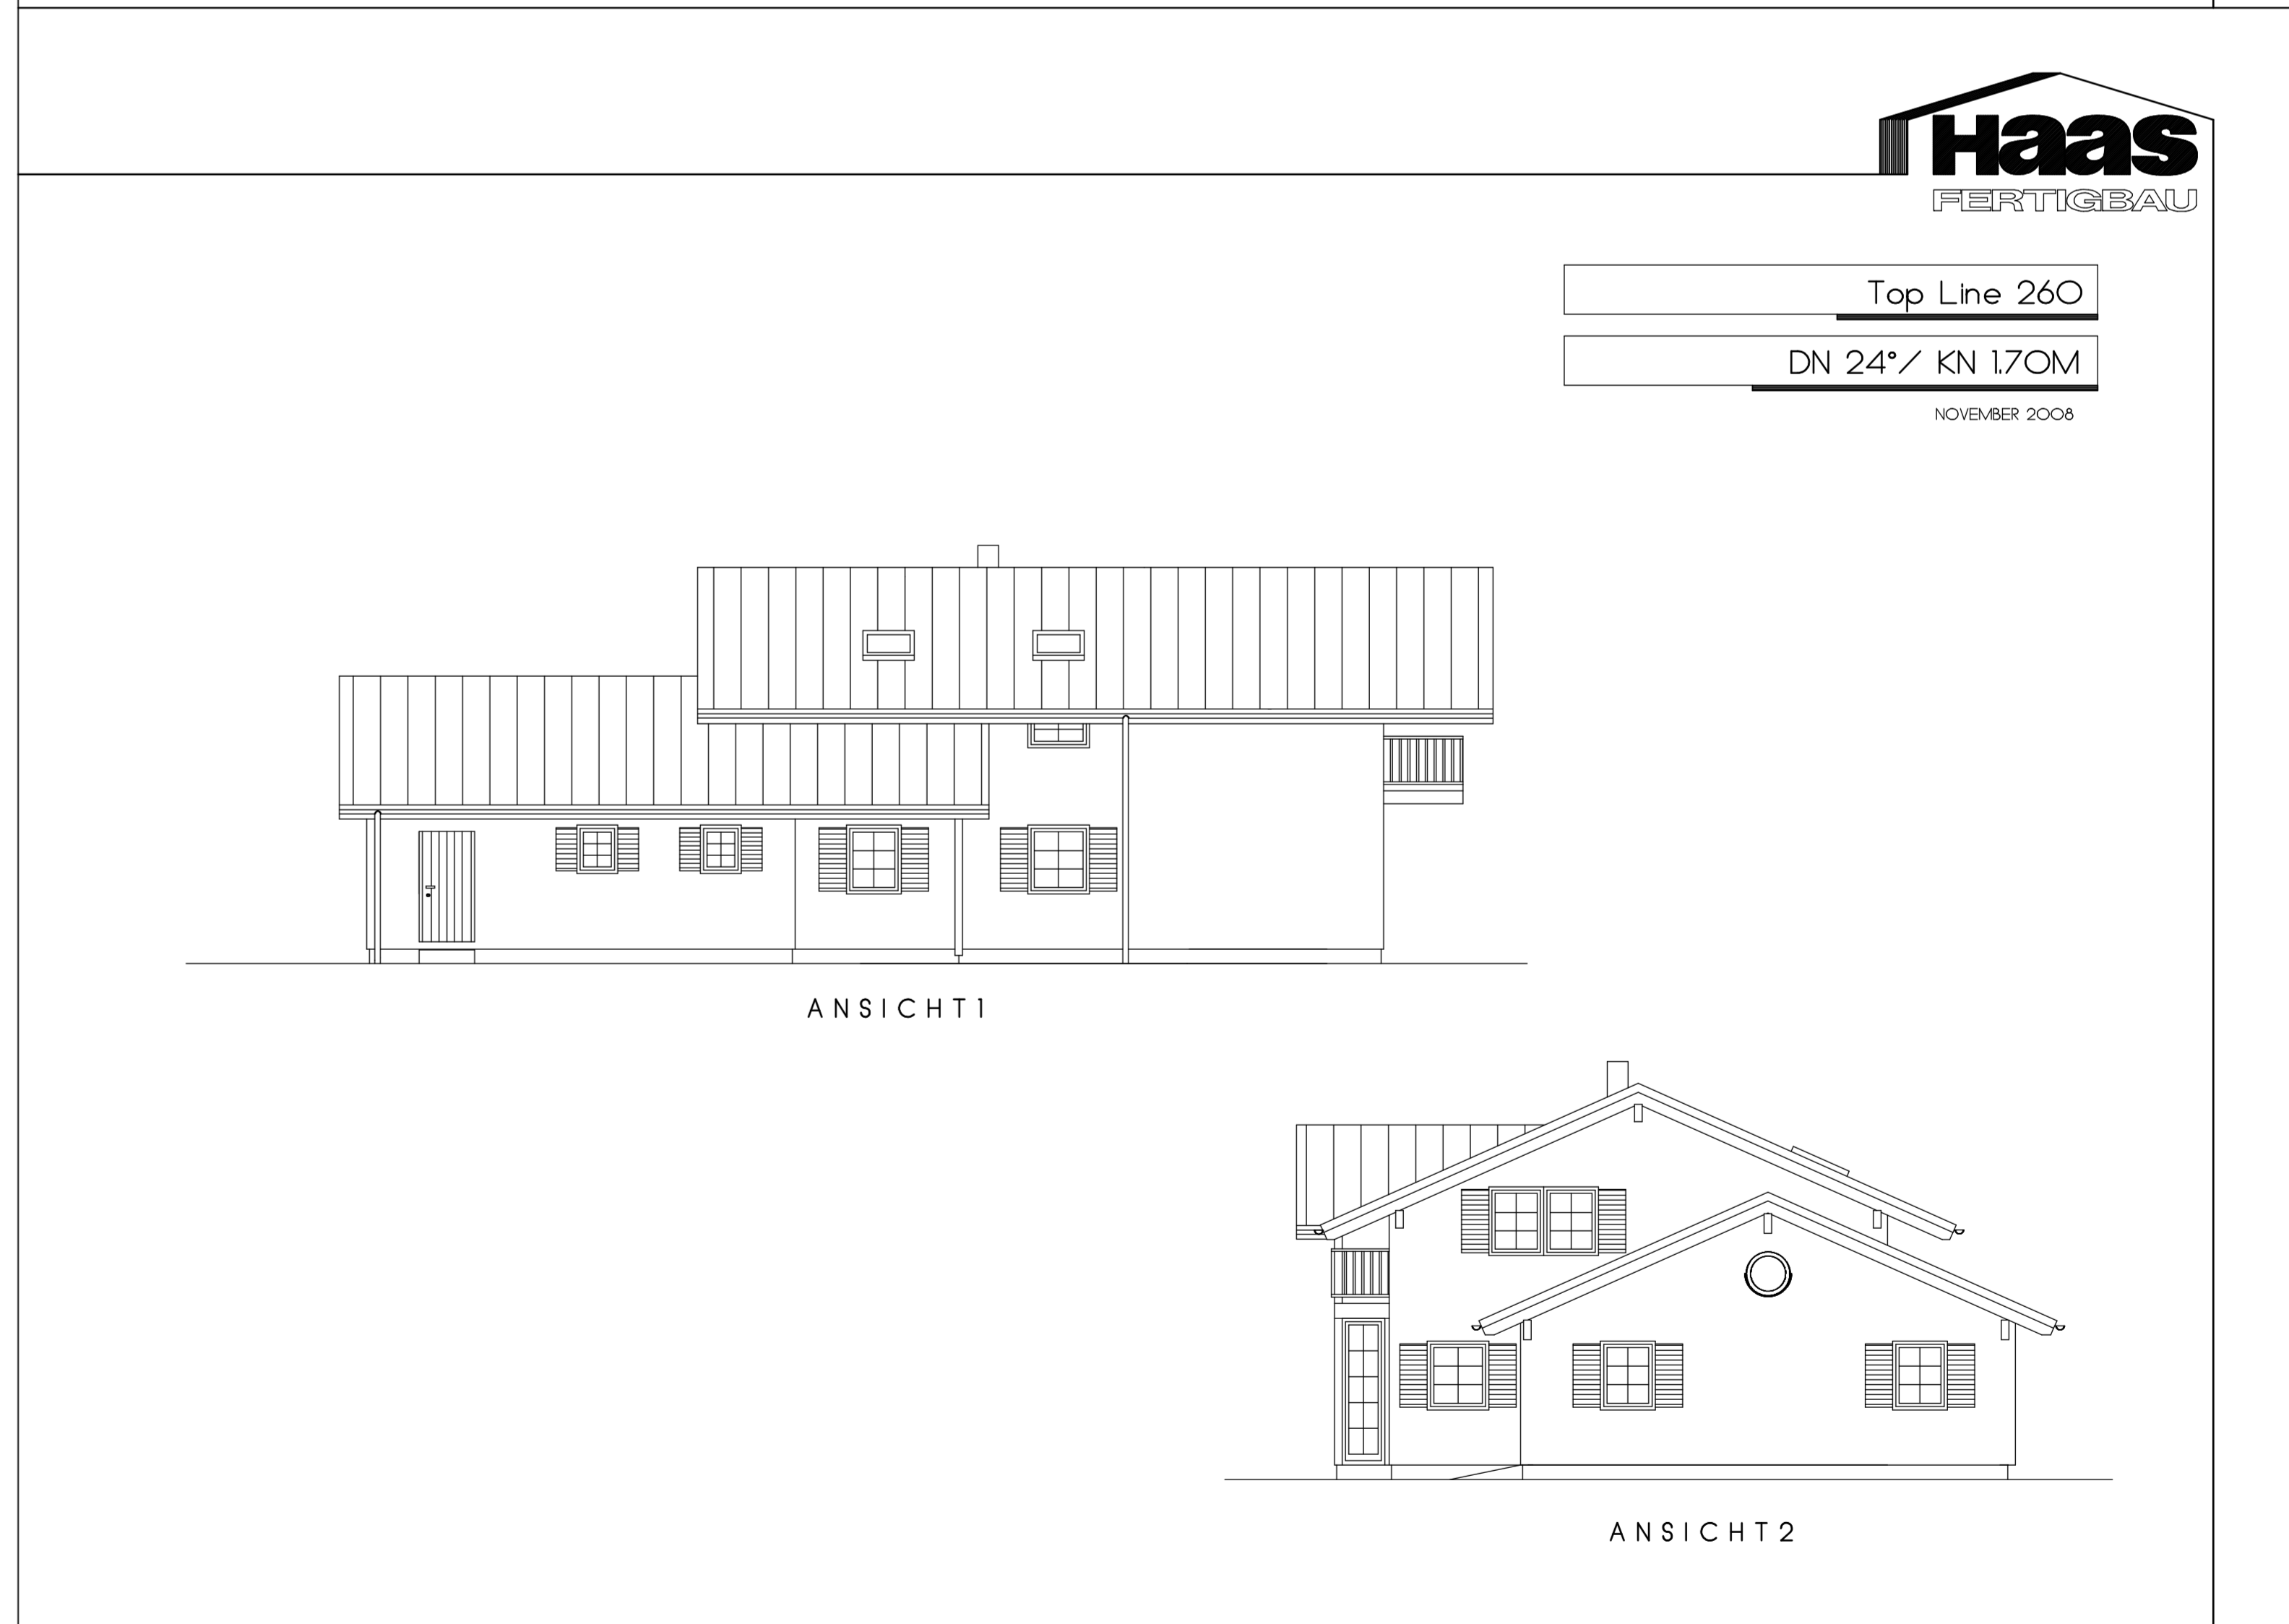 Haas
FERTIGBAU
Top Line 260
DN 24°/ KN 1.70M
NOVEMBER 2008
ANSICHT1
ANSICHT2